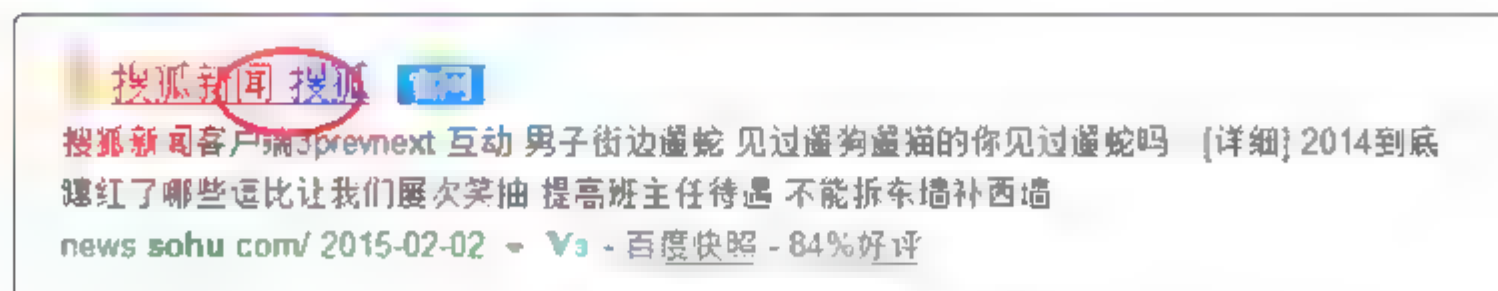 搜狐新闻 搜狐 官网
搜狐新闻客户端3prevnext 互动 男子街边遛蛇 见过遛狗遛猫的你见过遛蛇吗 [详细] 2014到底
蹿红了哪些逗比让我们屡次笑抽 提高班主任待遇 不能拆东墙补西墙
news sohu com/ 2015-02-02 - V3 - 百度快照 - 84%好评